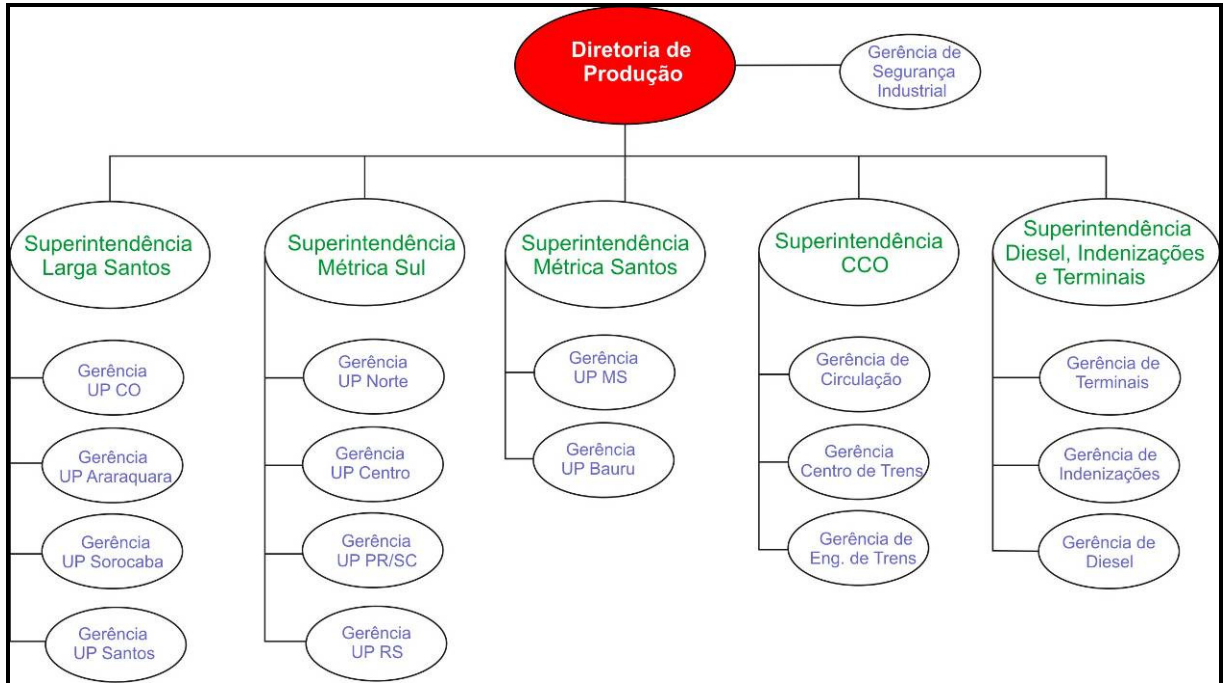 Diretoria de
Produção
Gerência de
Segurança
Industrial
Superintendência
Larga Santos
Superintendência
Métrica Sul
Superintendência
Métrica Santos
Superintendência
CCO
Superintendência
Diesel, Indenizações
e Terminais
Gerência
UP CO
Gerência
UP Araraquara
Gerência
UP Sorocaba
Gerência
UP Santos
Gerência
UP Norte
Gerência
UP Centro
Gerência
UP PR/SC
Gerência
UP RS
Gerência
UP MS
Gerência
UP Bauru
Gerência de
Circulação
Gerência
Centro de Trens
Gerência de
Eng. de Trens
Gerência de
Terminais
Gerência de
Indenizações
Gerência de
Diesel